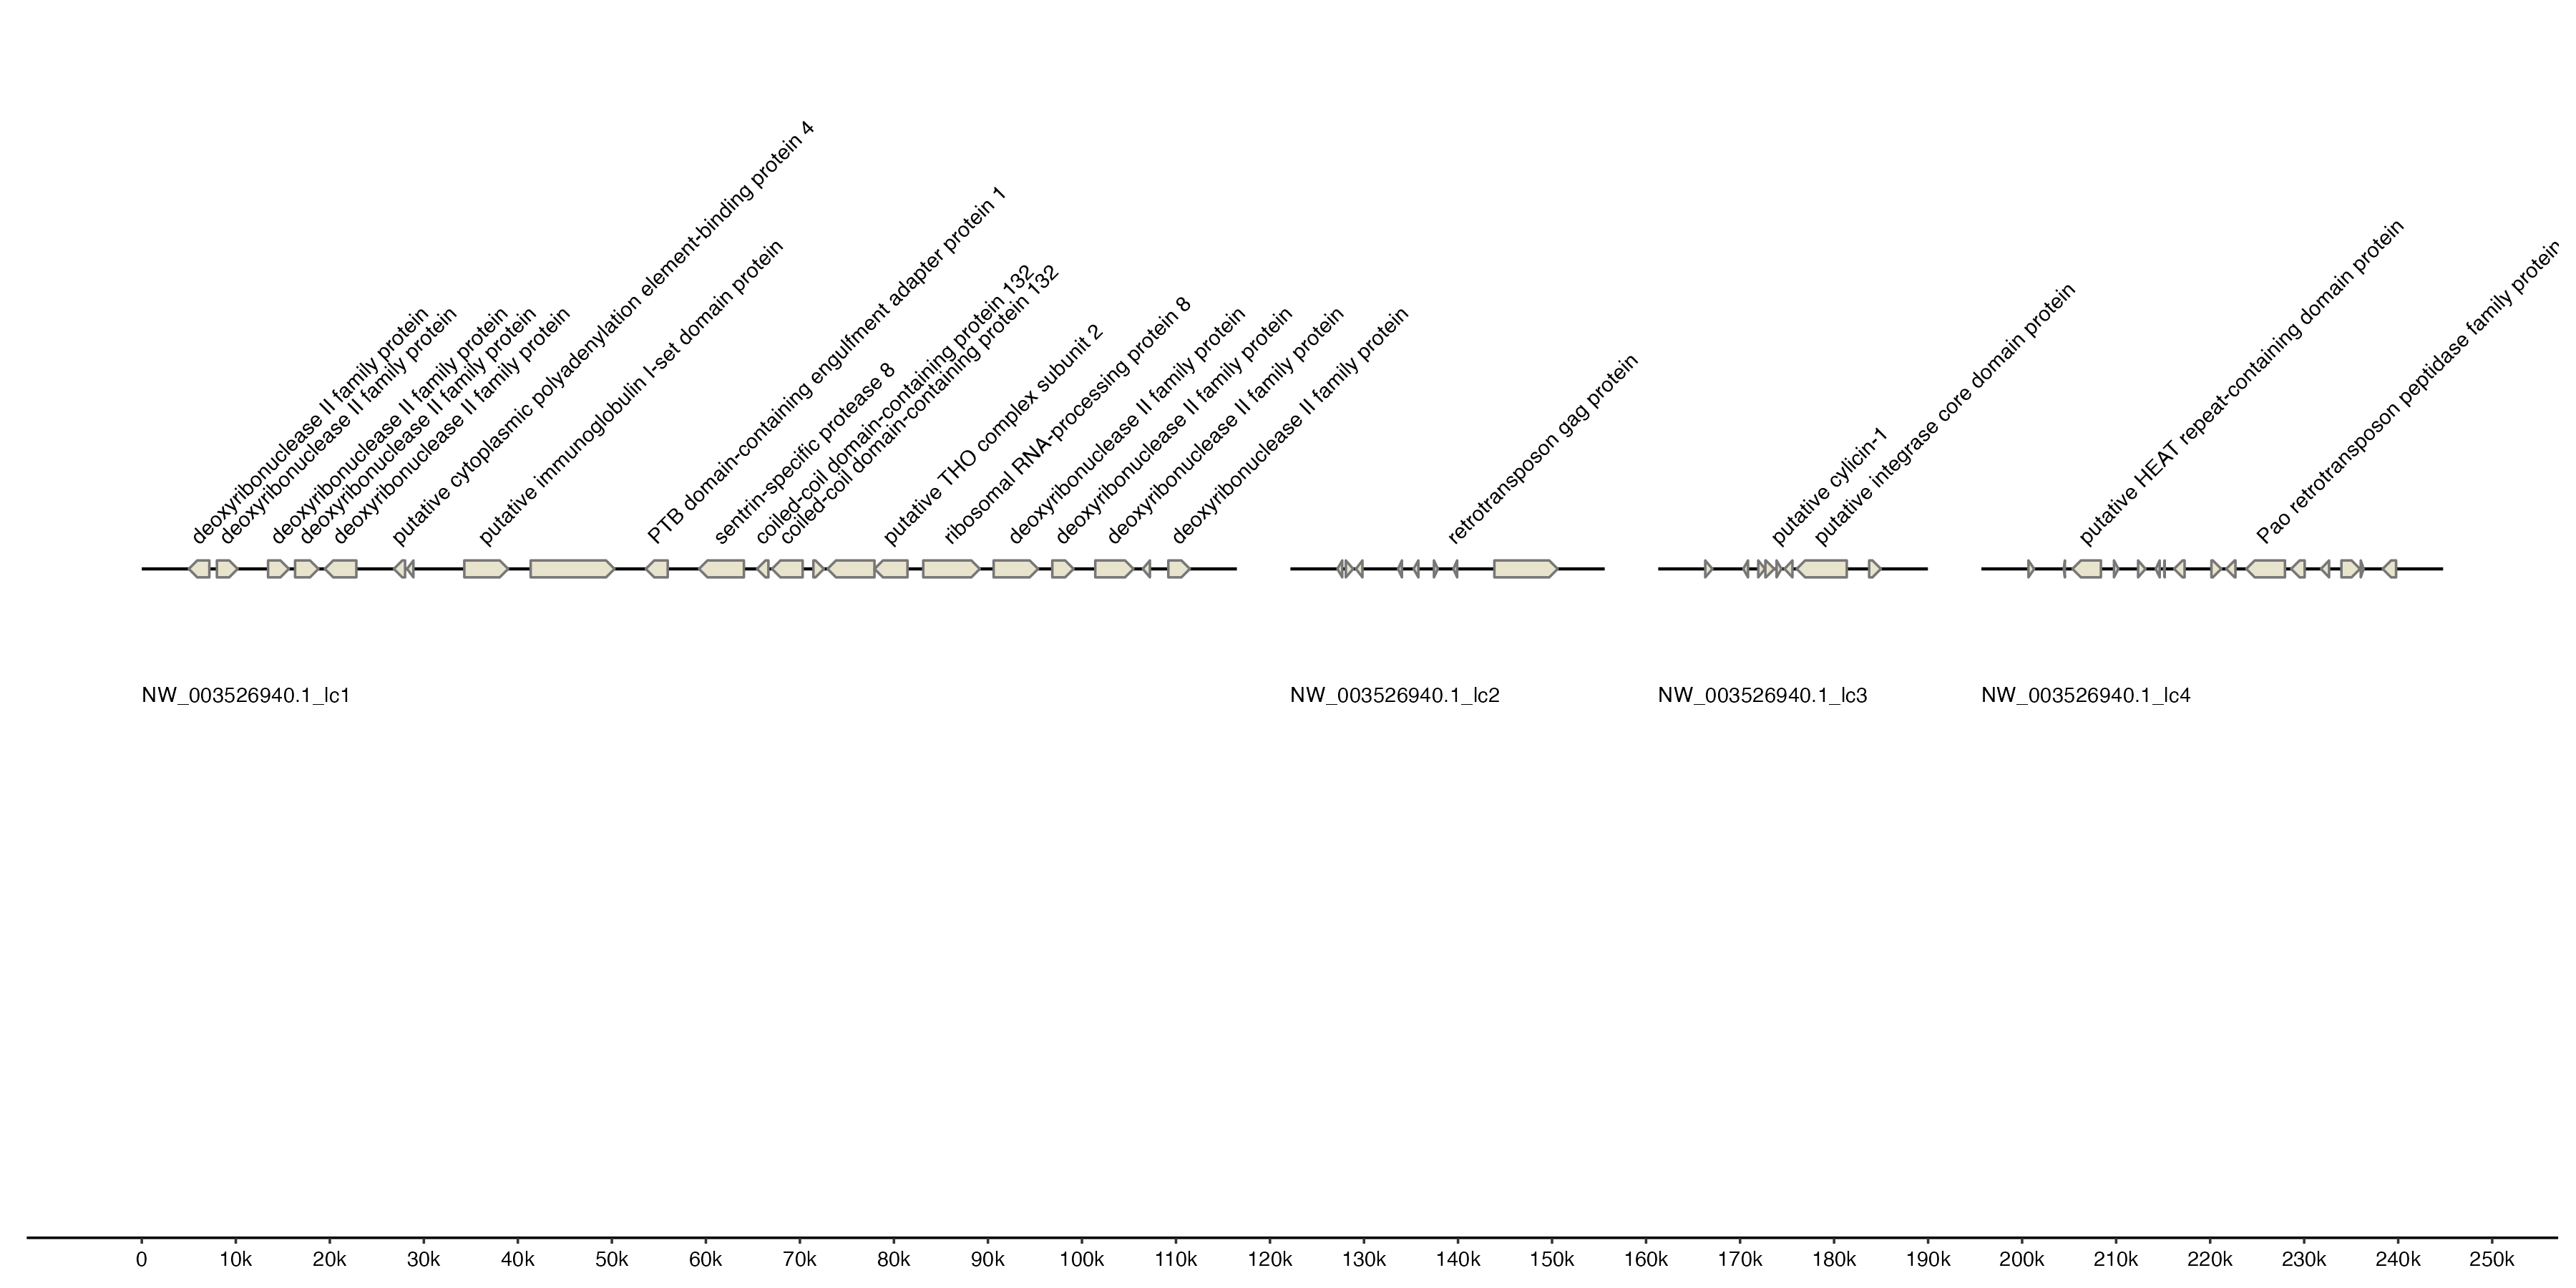 deoxyribonuclease II family protein
deoxyribonuclease II family protein
deoxyribonuclease II family protein
deoxyribonuclease II family protein
deoxyribonuclease II family protein
putative cytoplasmic polyadenylation element-binding protein 4
putative immunoglobulin I-set domain protein
PTB domain-containing engulfment adapter protein 1
sentrin-specific protease 8
coiled-coil domain-containing protein 132
coiled-coil domain-containing protein 132
putative THO complex subunit 2
ribosomal RNA-processing protein 8
deoxyribonuclease II family protein
deoxyribonuclease II family protein
deoxyribonuclease II family protein
deoxyribonuclease II family protein
retrotransposon gag protein
putative cylicin-1
putative integrase core domain protein
putative HEAT repeat-containing domain protein
Pao retrotransposon peptidase family protein
NW_003526940.1_lc1
NW_003526940.1_lc2
NW_003526940.1_lc3
NW_003526940.1_lc4
0 10k 20k 30k 40k 50k 60k 70k 80k 90k 100k 110k 120k 130k 140k 150k 160k 170k 180k 190k 200k 210k 220k 230k 240k 250k